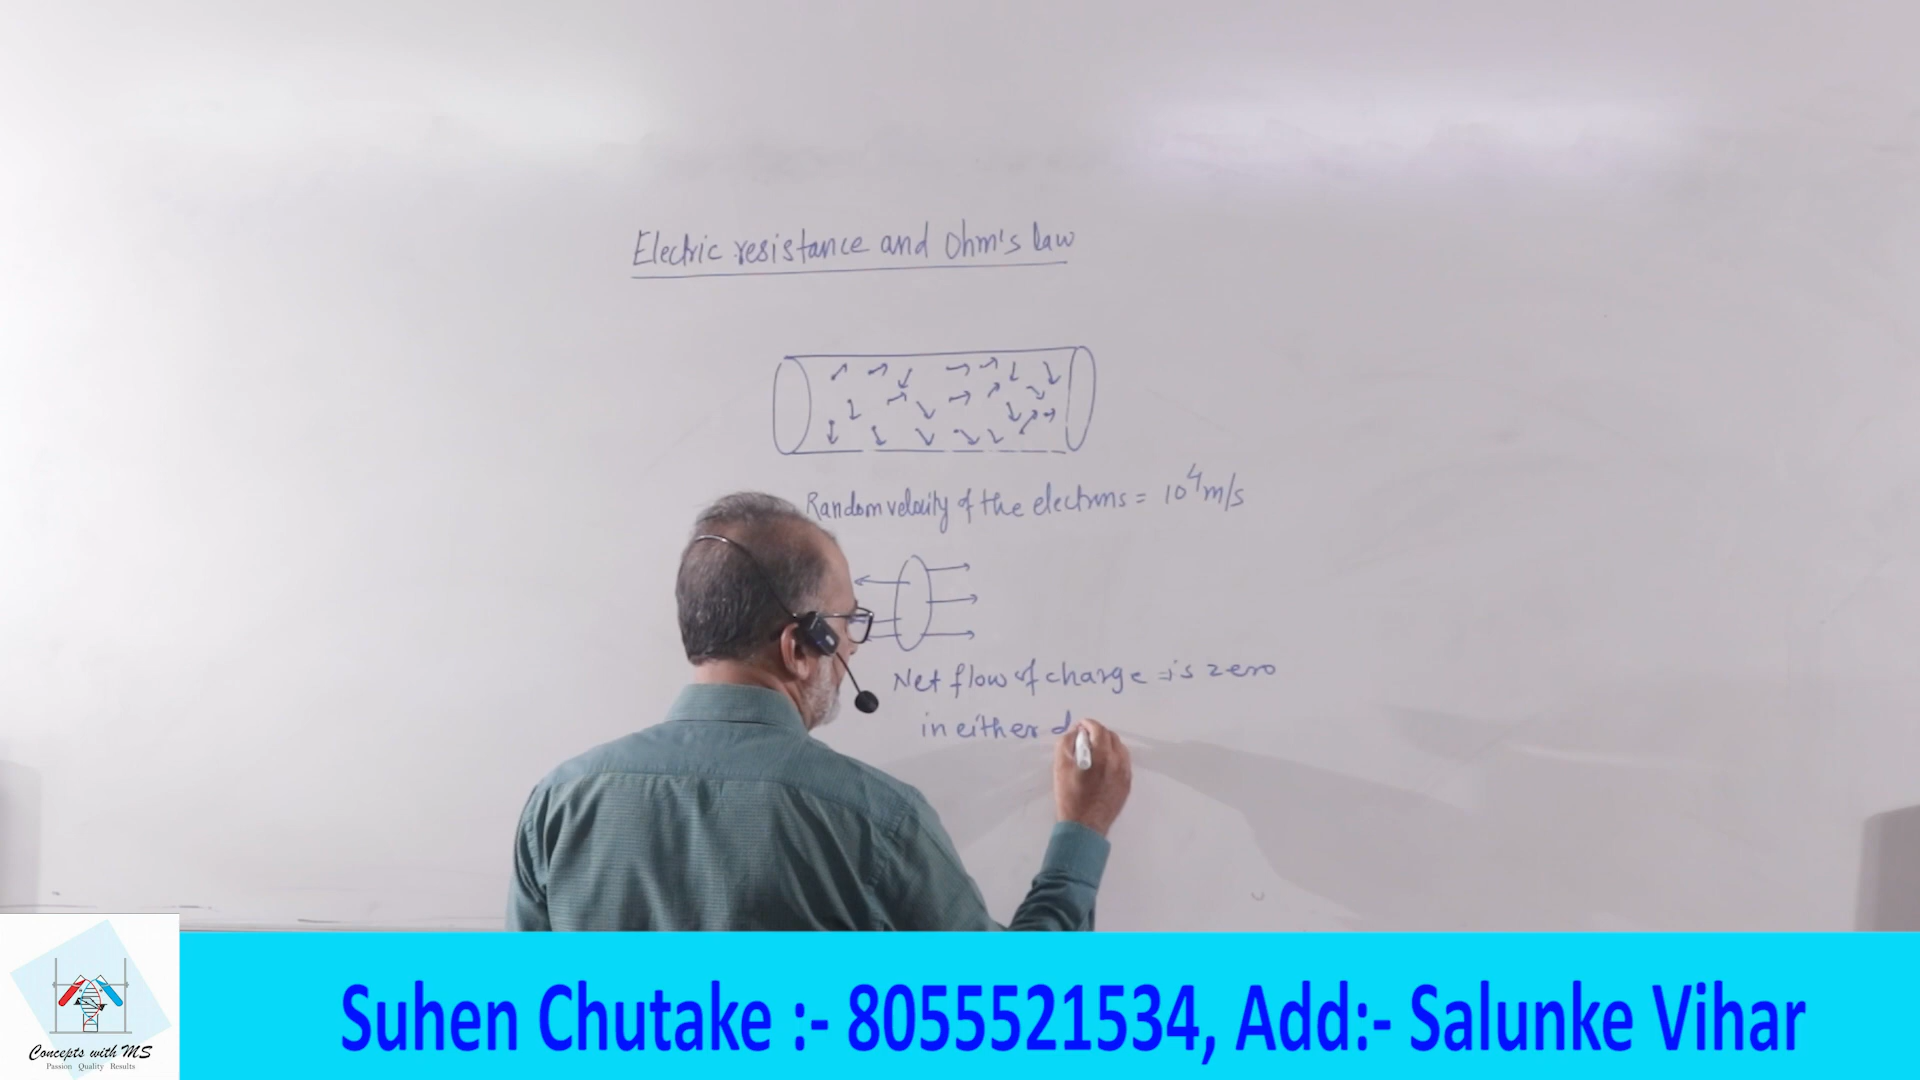 Electric resistance and Ohm's law
Random velocity of the electrons = 10⁴ m/s
Net flow of charge is zero
in either d
Suhen Chutake :- 8055521534, Add:- Salunke Vihar
Concepts with MS
Passion Quality Results